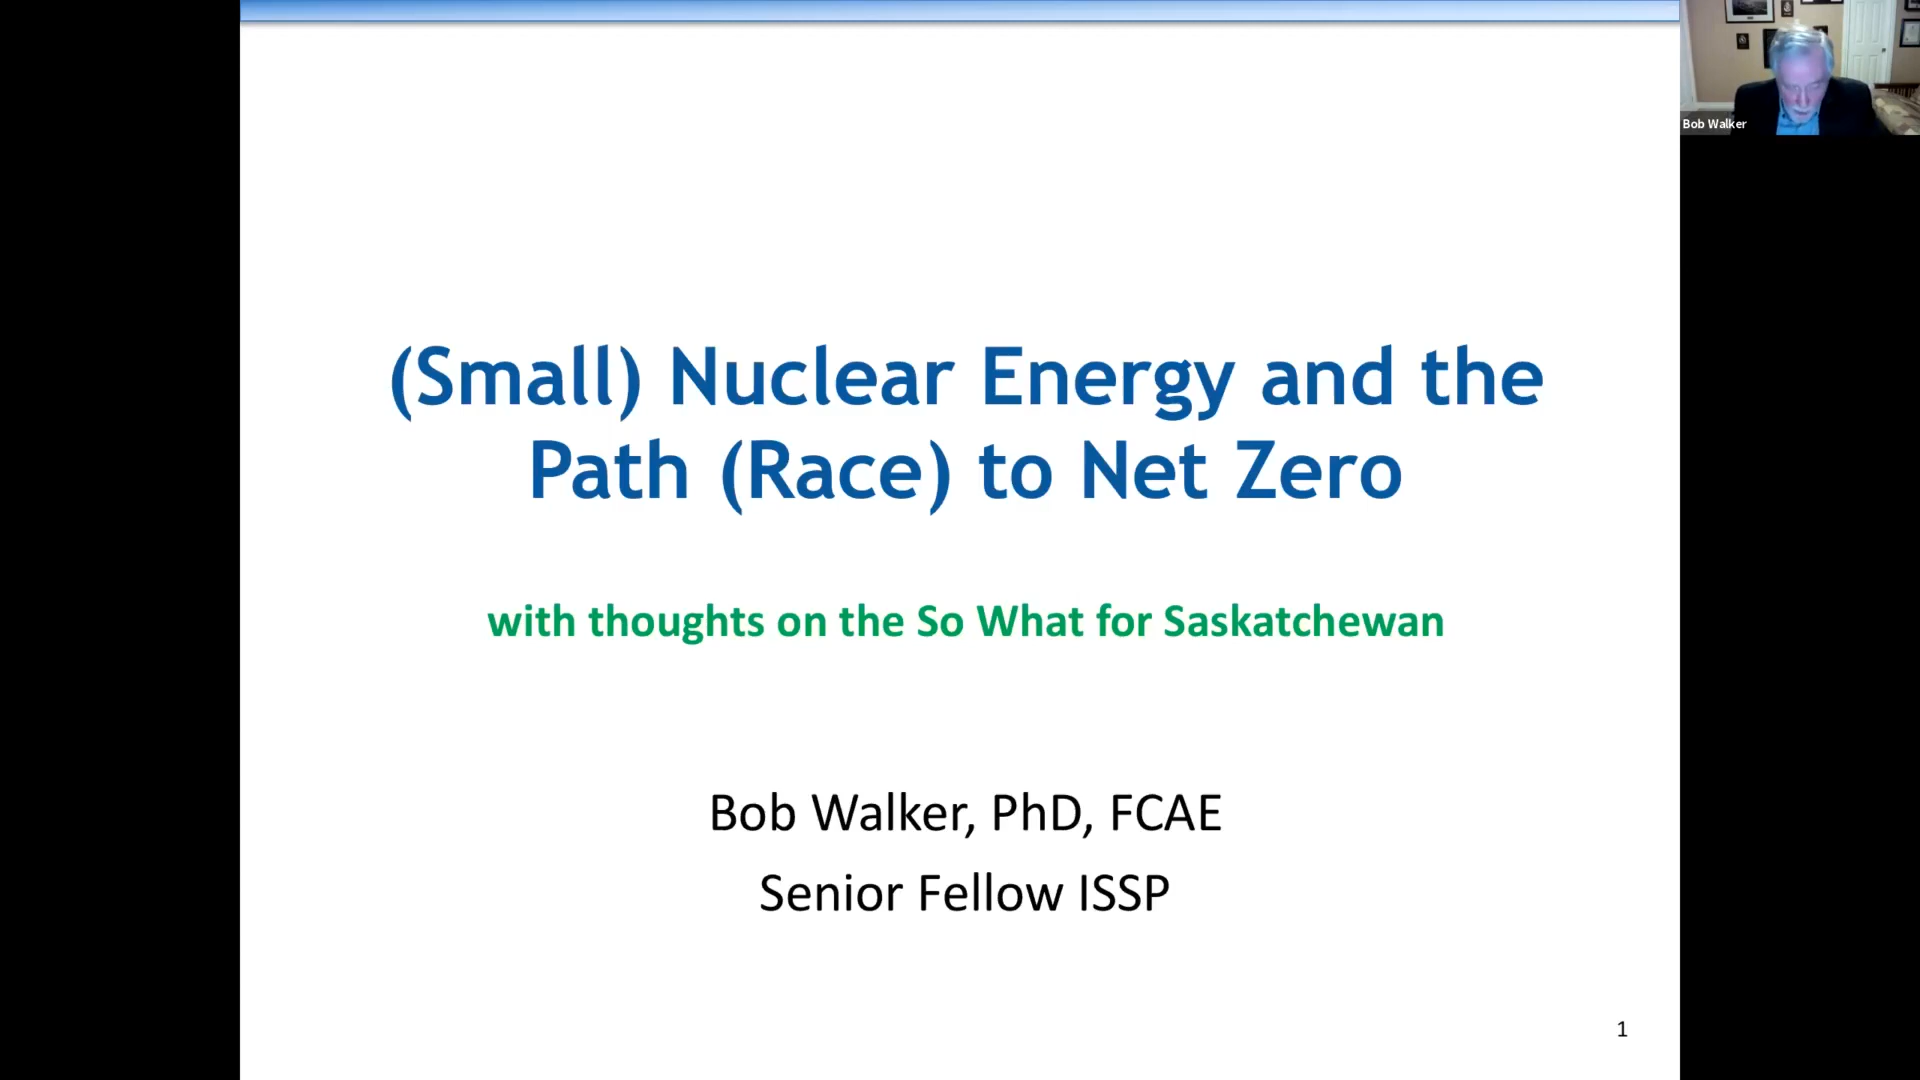 Bob Walker
(Small) Nuclear Energy and the
Path (Race) to Net Zero
with thoughts on the So What for Saskatchewan
Bob Walker, PhD, FCAE
Senior Fellow ISSP
1